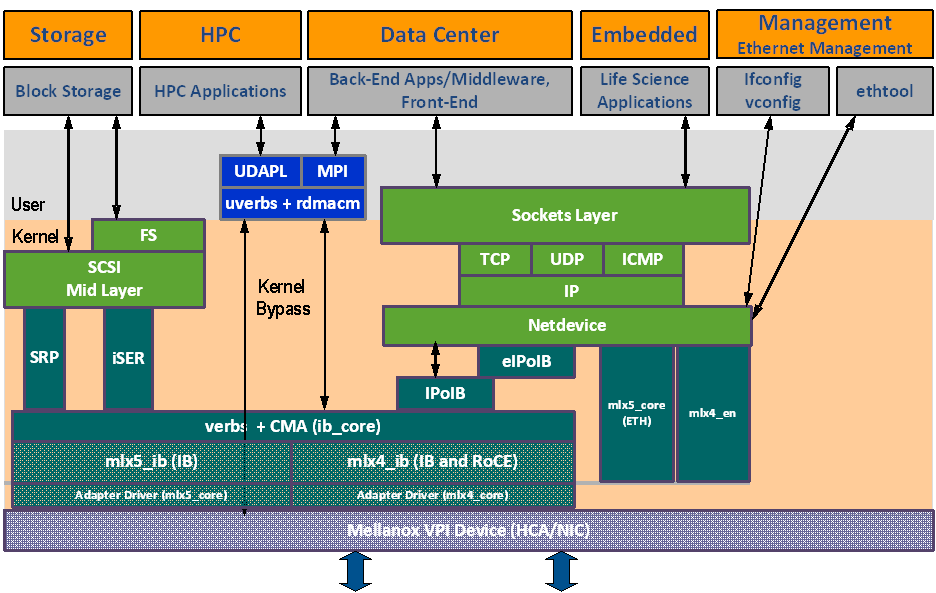 Storage
HPC
Data Center
Embedded
Management
Ethernet Management
Block Storage
HPC Applications
Back-End Apps/Middleware,
Front-End
Life Science
Applications
Ifconfig
vconfig
ethtool
UDAPL
MPI
uverbs + rdmacm
User
Kernel
Sockets Layer
FS
SCSI
Mid Layer
TCP
UDP
ICMP
IP
Kernel
Bypass
Netdevice
SRP
iSER
eIPoIB
IPoIB
mlx5_core
(ETH)
mlx4_en
verbs + CMA (ib_core)
mlx5_ib (IB)
mlx4_ib (IB and RoCE)
Adapter Driver (mlx5_core)
Adapter Driver (mlx4_core)
Mellanox VPI Device (HCA/NIC)